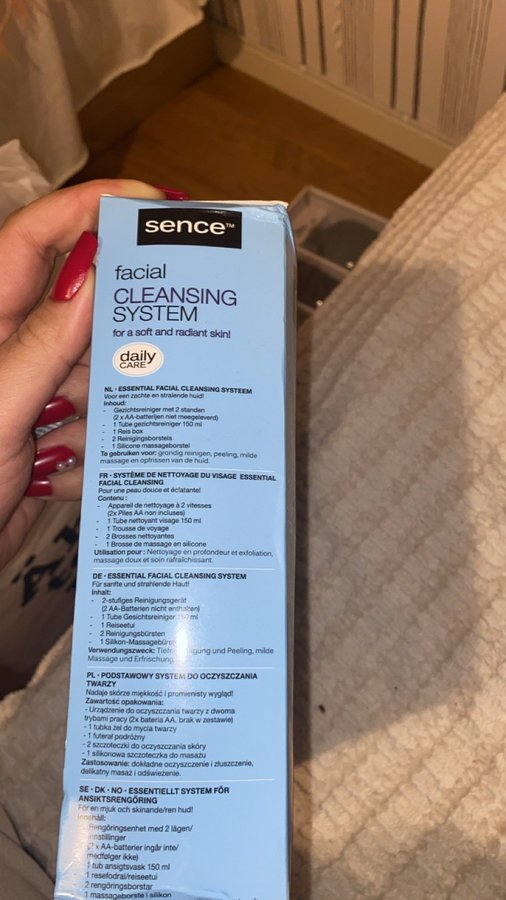 sence™
facial
CLEANSING
SYSTEM
for a soft and radiant skin!
daily
CARE
NL - ESSENTIAL FACIAL CLEANSING SYSTEEM
Voor een zachte en stralende huid!
Inhoud:
- Gezichtsreiniger met 2 standen
(2 x AA-batterijen niet meegeleverd)
- 1 Tube gezichtsreiniger 150 ml
- 1 Reis box
- 2 Reinigingsborstels
- 1 Silicone massageborstel
Te gebruiken voor: grondig reinigen, peeling, milde
massage en opfrissen van de huid.
FR - SYSTÈME DE NETTOYAGE DU VISAGE ESSENTIAL
FACIAL CLEANSING
Pour une peau douce et éclatante!
Contenu :
- Appareil de nettoyage à 2 vitesses
(2x Piles AA non incluses)
- 1 Tube nettoyant visage 150 ml
- 1 Trousse de voyage
- 2 Brosses nettoyantes
- 1 Brosse de massage en silicone
Utilisation pour : Nettoyage en profondeur et exfoliation,
massage doux et soin rafraîchissant.
DE - ESSENTIAL FACIAL CLEANSING SYSTEM
Für sanfte und strahlende Haut!
Inhalt:
- 2-stufiges Reinigungsgerät
(2 AA-Batterien nicht enthalten)
- 1 Tube Gesichtsreiniger 150 ml
- 1 Reiseetui
- 2 Reinigungsbürsten
- 1 Silikon-Massagebürste
Verwendungszweck: und Peeling, milde
Massage und Erfrischung
PL - PODSTAWOWY SYSTEM DO OCZYSZCZANIA
TWARZY
Nadaje skórze miękkość i promienisty wygląd!
Zawartość opakowania:
- Urządzenie do oczyszczania twarzy z dwoma
trybami pracy (2x bateria AA, brak w zestawie)
- 1 tubka żel do mycia twarzy
- 1 futerał podróżny
- 2 szczoteczki do oczyszczania skóry
- 1 silikonowa szczoteczka do masażu
Zastosowanie: dokładne oczyszczenie i złuszczenie,
delikatny masaż i odświeżenie.
SE - DK - NO - ESSENTIELLT SYSTEM FÖR
ANSIKTSRENGÖRING
För en mjuk och skinande/ren hud!
Innehåll:
Rengöringsenhet med 2 lägen/
innstillinger
(2 x AA-batterier ingår inte/
medfølger ikke)
1 tub ansigtsvask 150 ml
1 resefodral/reiseetui
2 rengöringsborstar
1 massageborste i silikon